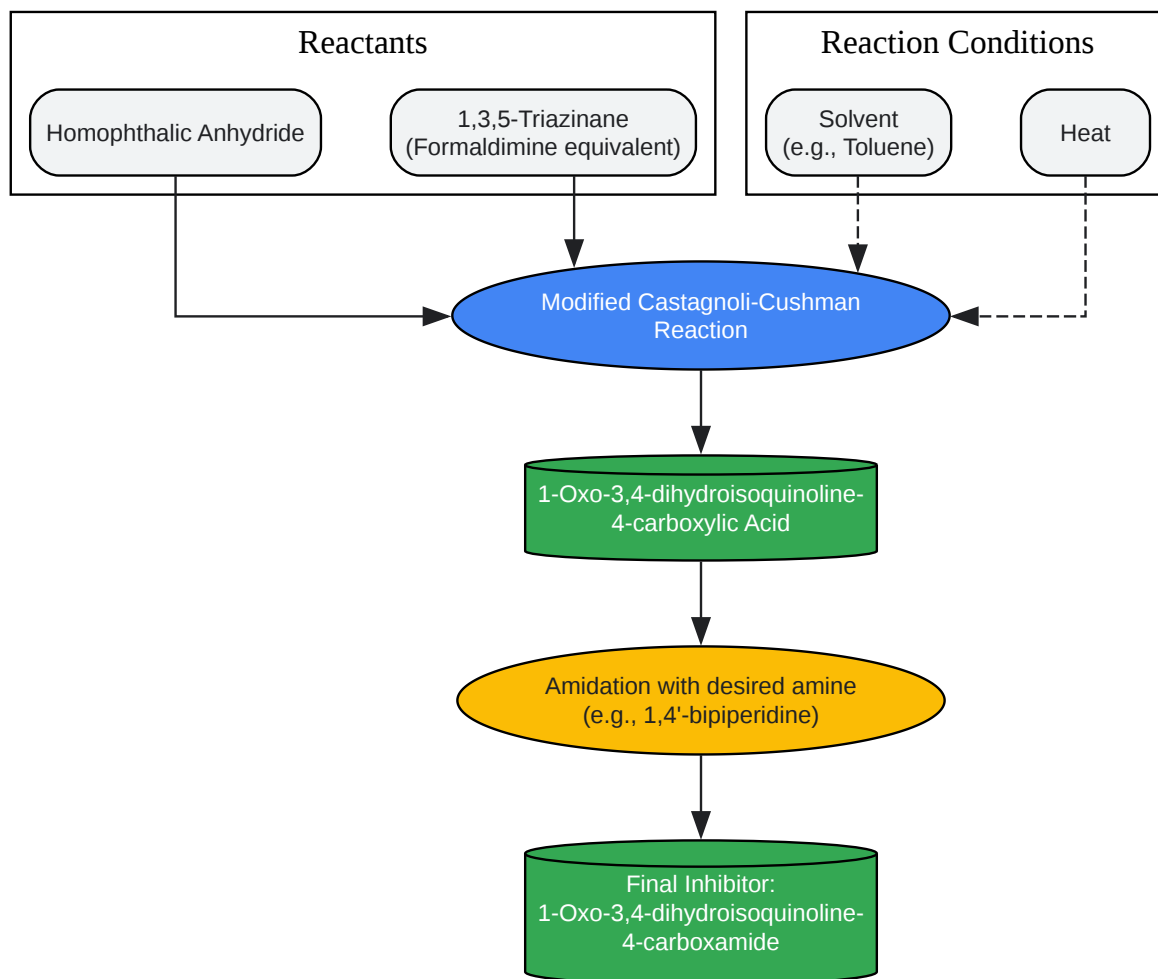 Reactants
Reaction Conditions
Homophthalic Anhydride
1,3,5-Triazinane
(Formaldimine equivalent)
Solvent
(e.g., Toluene)
Heat
Modified Castagnoli-Cushman
Reaction
1-Oxo-3,4-dihydroisoquinoline-
4-carboxylic Acid
Amidation with desired amine
(e.g., 1,4'-bipiperidine)
Final Inhibitor:
1-Oxo-3,4-dihydroisoquinoline-
4-carboxamide